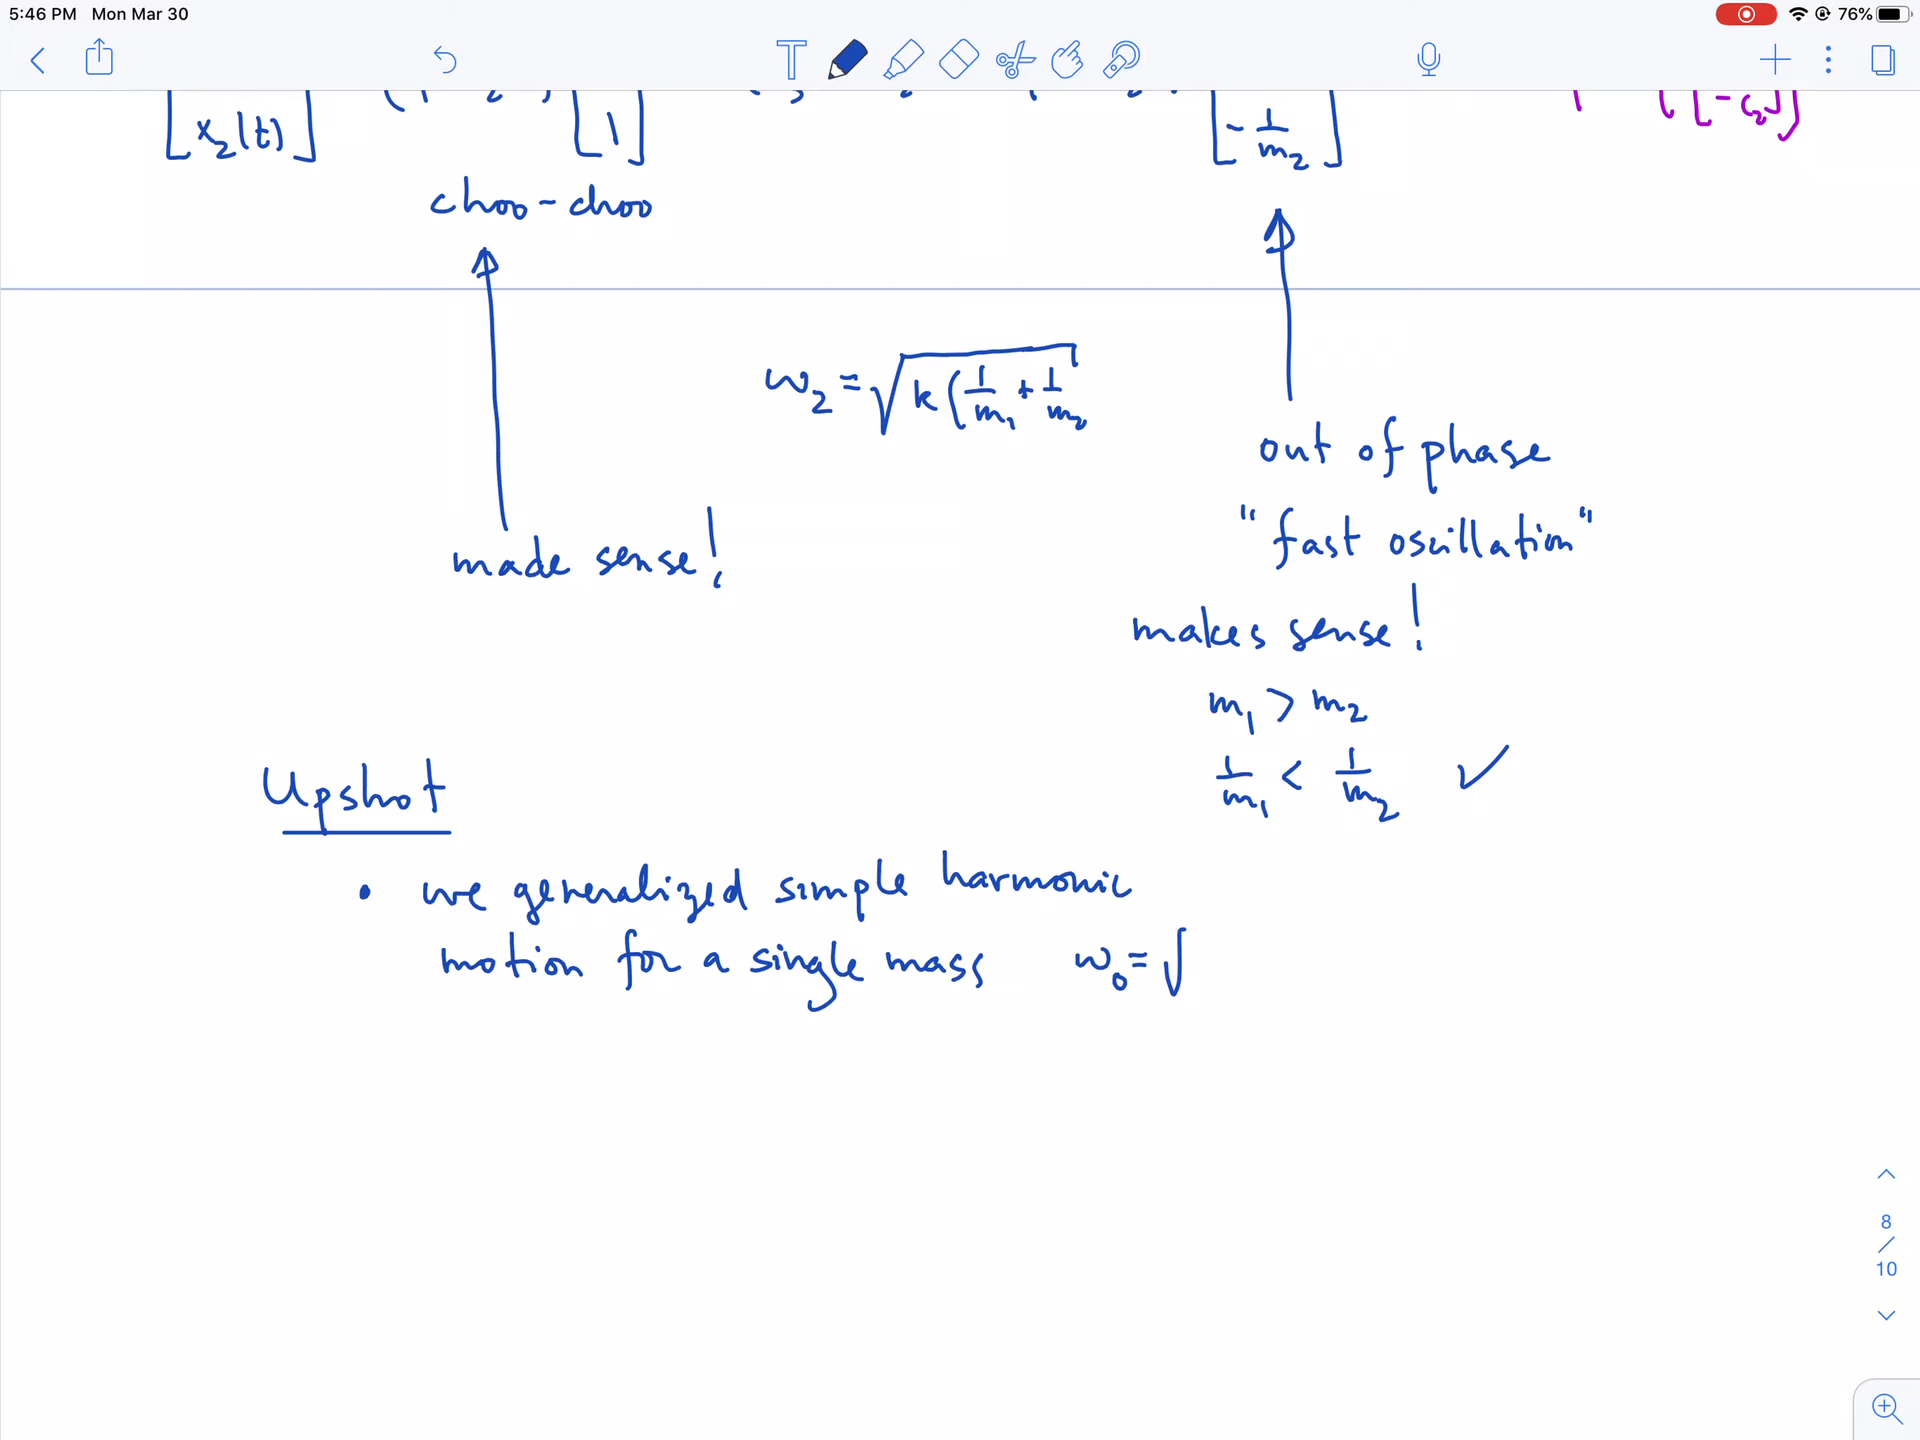 5:46 PM Mon Mar 30
76%
T
x₂(t)
1
- 1/m₂
[-c₂]
choo-choo
ω₂ = √k(1/m₁ + 1/m₂
out of phase
"fast oscillation"
made sense!
makes sense!
m₁ > m₂
1/m₁ < 1/m₂ ✓
Upshot
• we generalized simple harmonic
motion for a single mass ω₀ = √
8
/
10